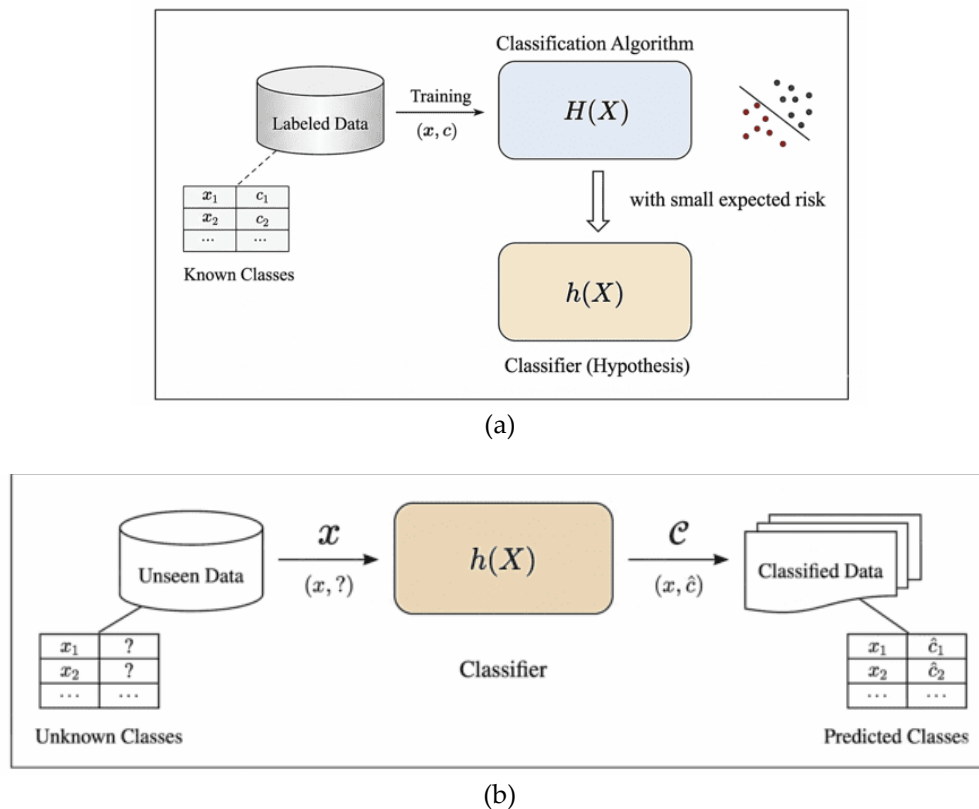 Classification Algorithm
Labeled Data
Training
(x, c)
H(X)
x₁ c₁
x₂ c₂
... ...
Known Classes
with small expected risk
h(X)
Classifier (Hypothesis)
(a)
Unseen Data
x
(x, ?)
h(X)
C
(x, ĉ)
Classified Data
x₁ ?
x₂ ?
... ...
Unknown Classes
Classifier
x₁ ĉ₁
x₂ ĉ₂
... ...
Predicted Classes
(b)